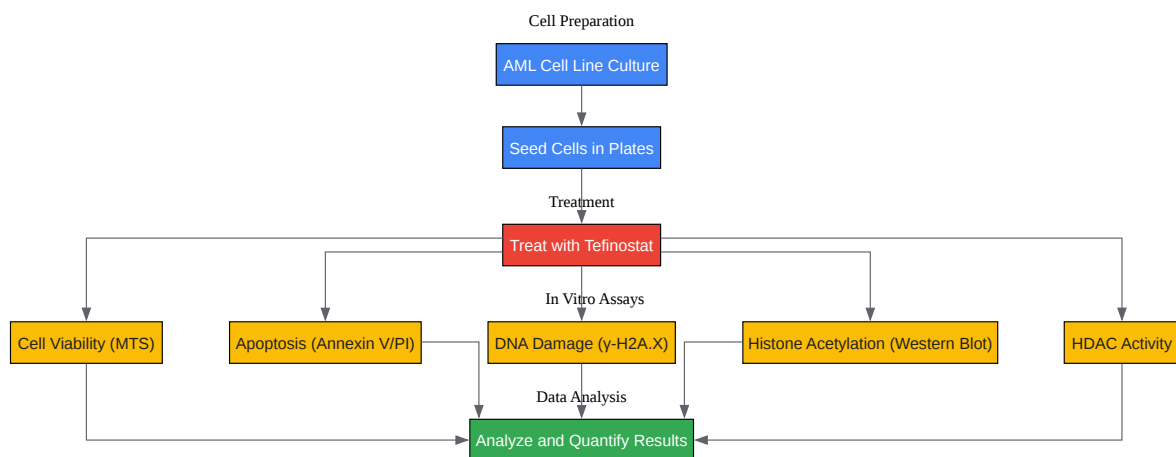 Cell Preparation
AML Cell Line Culture
Seed Cells in Plates
Treatment
Treat with Tefinostat
In Vitro Assays
Cell Viability (MTS)
Apoptosis (Annexin V/PI)
DNA Damage (γ-H2A.X)
Histone Acetylation (Western Blot)
HDAC Activity
Data Analysis
Analyze and Quantify Results